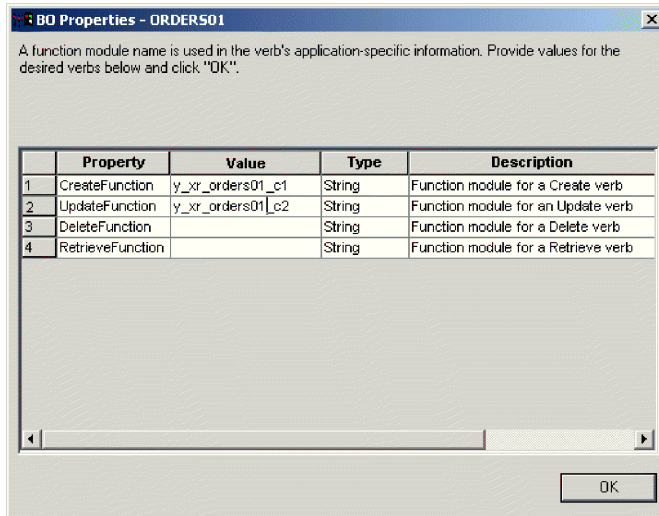 BO Properties - ORDERS01
A function module name is used in the verb's application-specific information. Provide values for the
desired verbs below and click "OK".
Property Value Type Description
1 CreateFunction y_xr_orders01_c1 String Function module for a Create verb
2 UpdateFunction y_xr_orders01_c2 String Function module for an Update verb
3 DeleteFunction String Function module for a Delete verb
4 RetrieveFunction String Function module for a Retrieve verb
OK